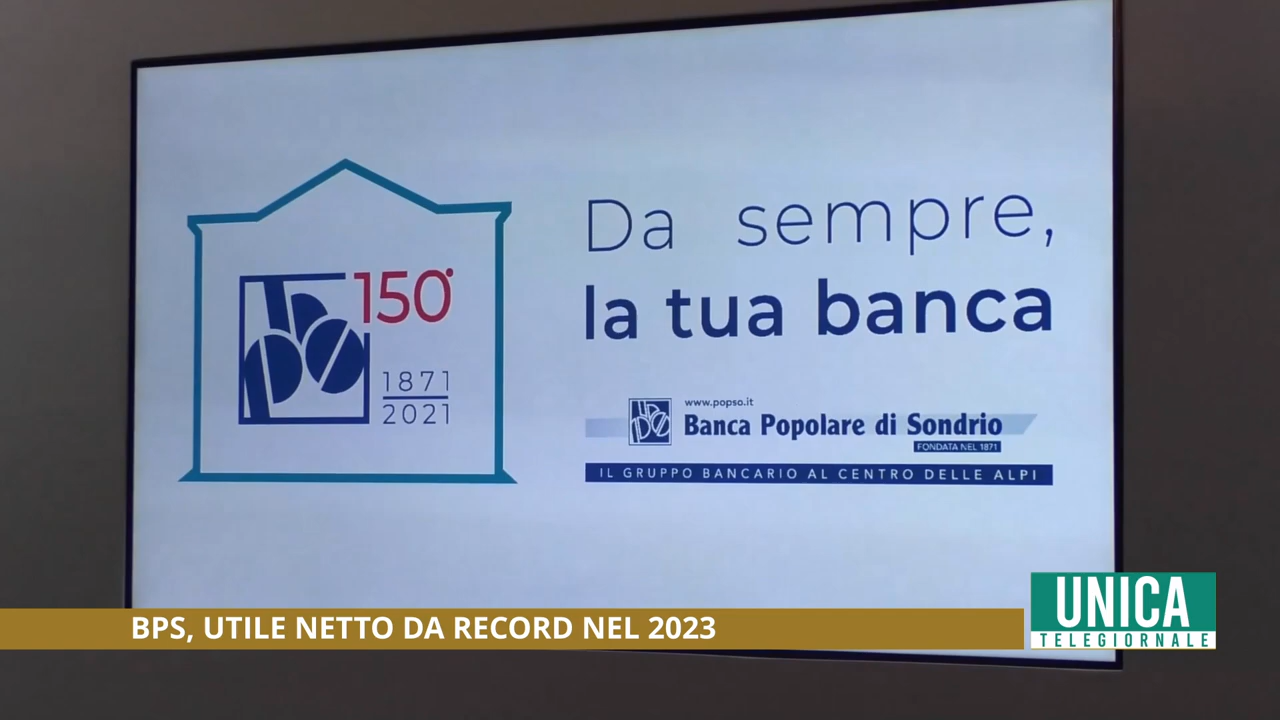 150°
1871
2021
Da sempre,
la tua banca
www.popso.it
Banca Popolare di Sondrio
FONDATA NEL 1871
IL GRUPPO BANCARIO AL CENTRO DELLE ALPI
BPS, UTILE NETTO DA RECORD NEL 2023
UNICA
TELEGIORNALE